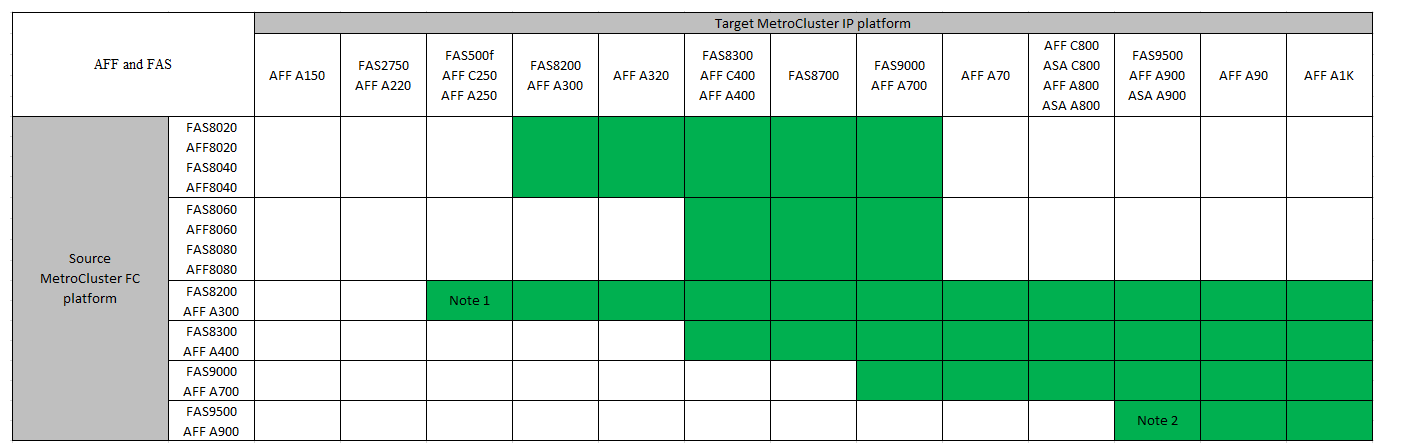 Target MetroCluster IP platform
AFF and FAS
AFF A150
FAS2750
AFF A220
FAS500f
AFF C250
AFF A250
FAS8200
AFF A300
AFF A320
FAS8300
AFF C400
AFF A400
FAS8700
FAS9000
AFF A700
AFF A70
AFF C800
ASA C800
AFF A800
ASA A800
FAS9500
AFF A900
ASA A900
AFF A90
AFF A1K
Source
MetroCluster FC
platform
FAS8020
AFF8020
FAS8040
AFF8040
FAS8060
AFF8060
FAS8080
AFF8080
FAS8200
AFF A300
Note 1
FAS8300
AFF A400
FAS9000
AFF A700
FAS9500
AFF A900
Note 2